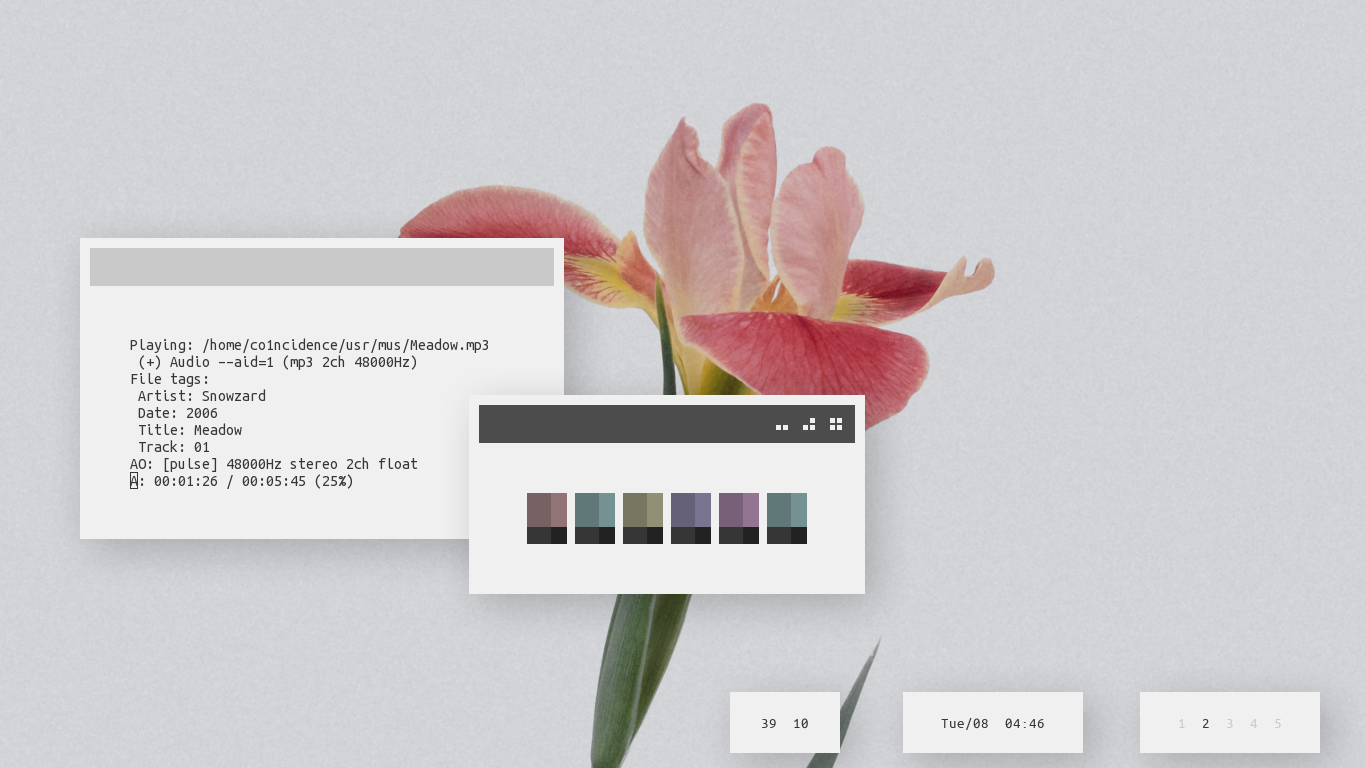 Playing: /home/co1ncidence/usr/mus/Meadow.mp3
(+) Audio --aid=1 (mp3 2ch 48000Hz)
File tags:
Artist: Snowzard
Date: 2006
Title: Meadow
Track: 01
AO: [pulse] 48000Hz stereo 2ch float
A: 00:01:26 / 00:05:45 (25%)
39 10
Tue/08 04:46
1 2 3 4 5